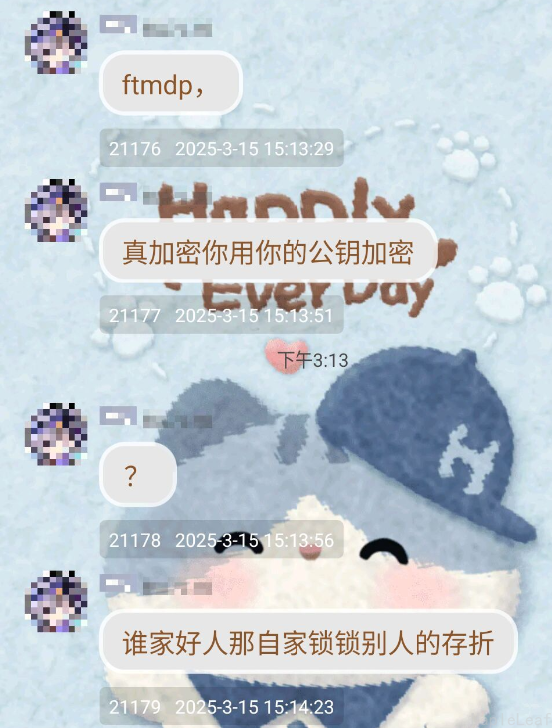 ftmdp，
21176 2025-3-15 15:13:29
Happy
真加密你用你的公钥加密
Ever Day
21177 2025-3-15 15:13:51
下午3:13
H
？
21178 2025-3-15 15:13:56
谁家好人那自家锁锁别人的存折
21179 2025-3-15 15:14:23